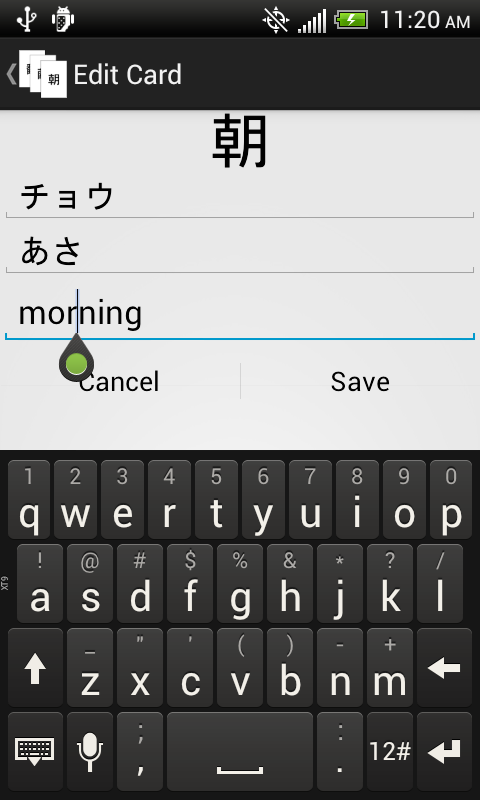 11:20 AM
朝 Edit Card
朝
チョウ
あさ
morning
Cancel Save
1 2 3 4 5 6 7 8 9 0
q w e r t y u i o p
! @ # $ % & * ? /
a s d f g h j k l
XT9
_ " ' ( ) - +
z x c v b n m
; :
, . 12#